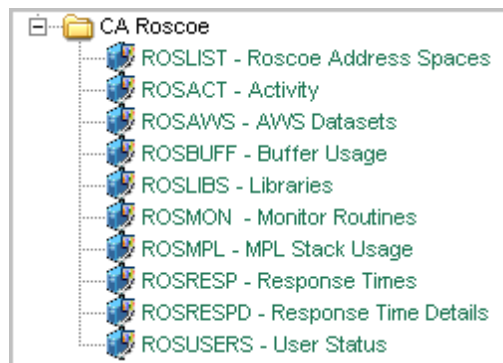 CA Roscoe
ROSLIST - Roscoe Address Spaces
ROSACT - Activity
ROSAWS - AWS Datasets
ROSBUFF - Buffer Usage
ROSLIBS - Libraries
ROSMON - Monitor Routines
ROSMPL - MPL Stack Usage
ROSRESP - Response Times
ROSRESPD - Response Time Details
ROSUSERS - User Status